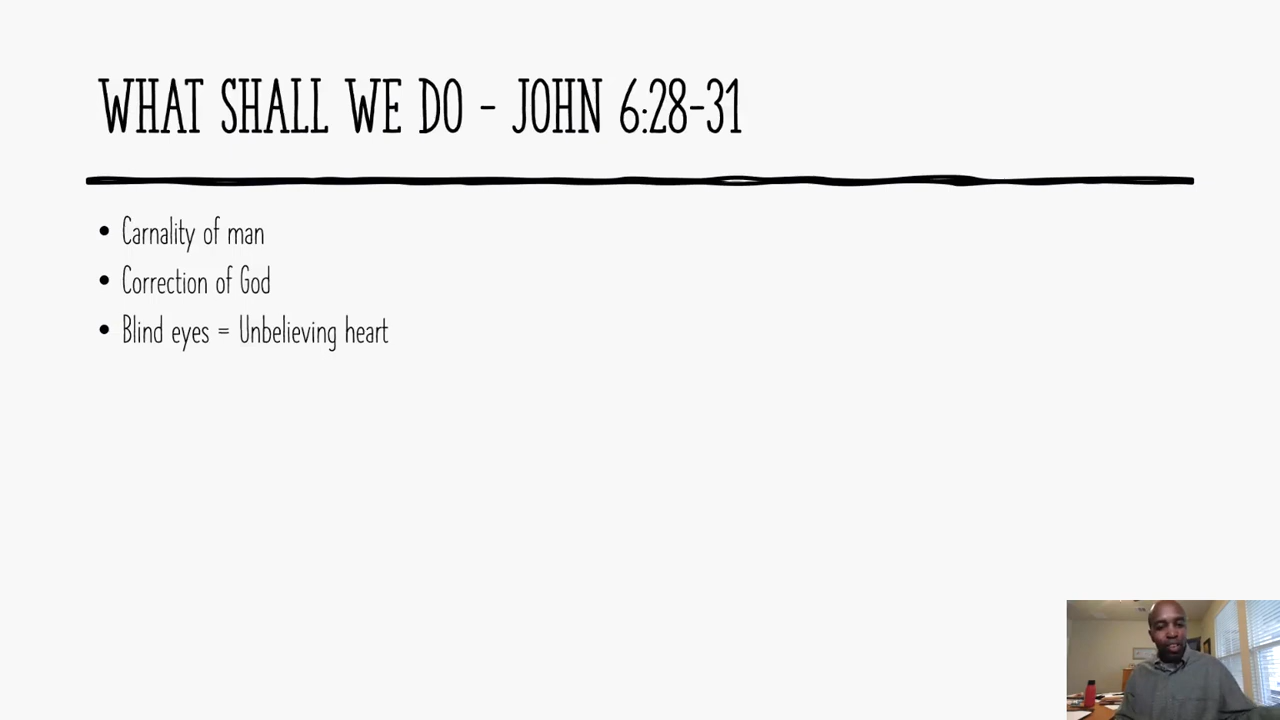 WHAT SHALL WE DO - JOHN 6:28-31
• Carnality of man
• Correction of God
• Blind eyes = Unbelieving heart